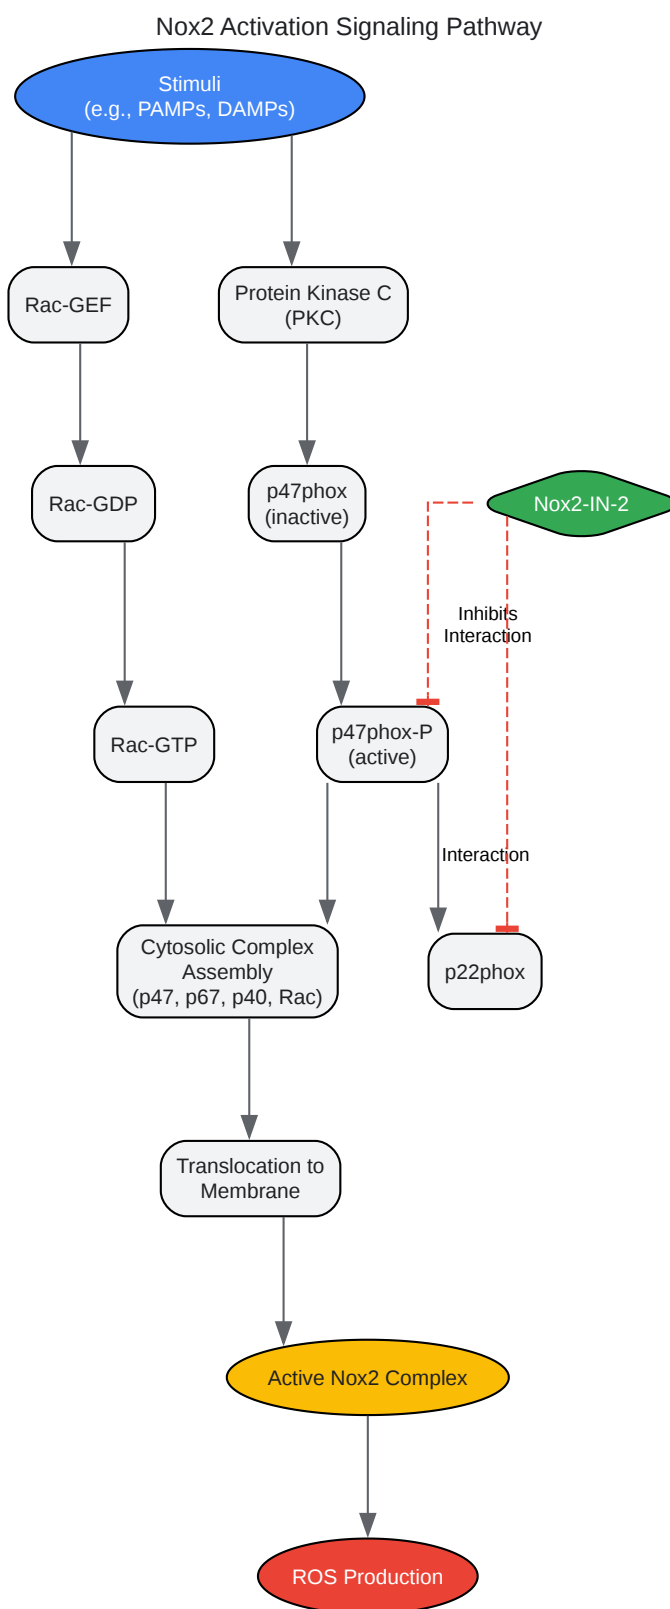 Nox2 Activation Signaling Pathway
Stimuli
(e.g., PAMPs, DAMPs)
Rac-GEF
Protein Kinase C
(PKC)
Rac-GDP
p47phox
(inactive)
Nox2-IN-2
Inhibits
Interaction
Rac-GTP
p47phox-P
(active)
Interaction
Cytosolic Complex
Assembly
(p47, p67, p40, Rac)
p22phox
Translocation to
Membrane
Active Nox2 Complex
ROS Production